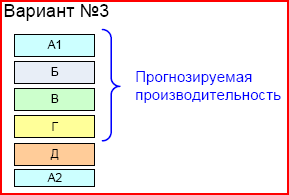 Вариант №3
А1
Б
В
Г
Д
А2
Прогнозируемая
производительность